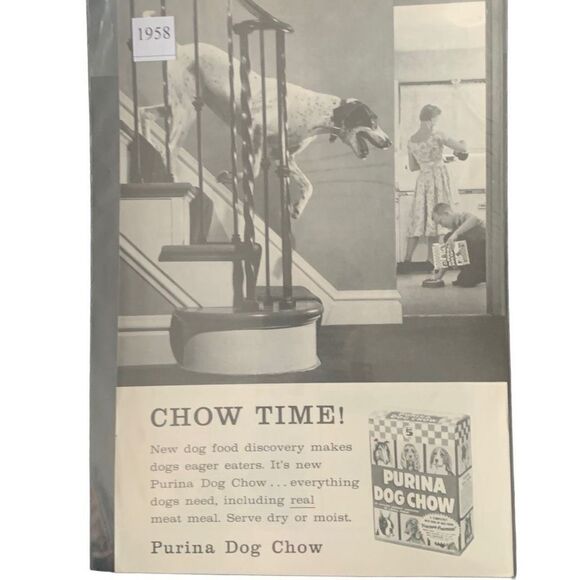 1958
CHOW TIME!
New dog food discovery makes
dogs eager eaters. It's new
Purina Dog Chow...everything
dogs need, including real
meat meal. Serve dry or moist.
Purina Dog Chow
5
PURINA
DOG CHOW